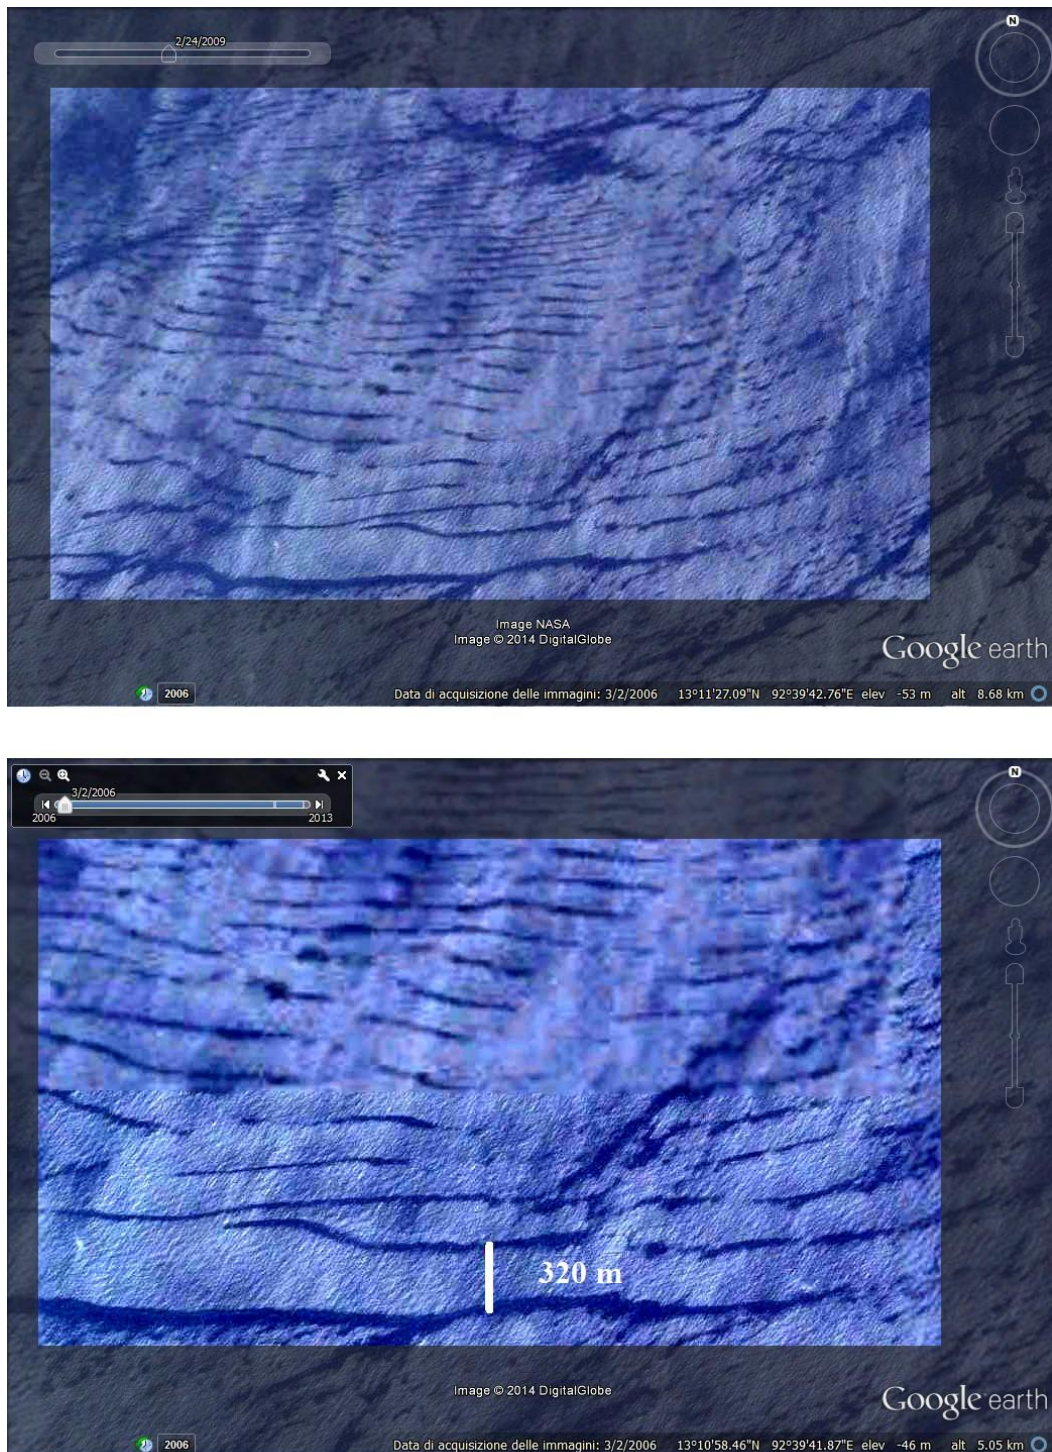 2/24/2009
N
Image NASA
Image © 2014 DigitalGlobe
Google earth
2006
Data di acquisizione delle immagini: 3/2/2006 13°11'27.09"N 92°39'42.76"E elev -53 m alt 8.68 km
3/2/2006
2006 2013
N
320 m
Image © 2014 DigitalGlobe
Google earth
2006
Data di acquisizione delle immagini: 3/2/2006 13°10'58.46"N 92°39'41.87"E elev -46 m alt 5.05 km